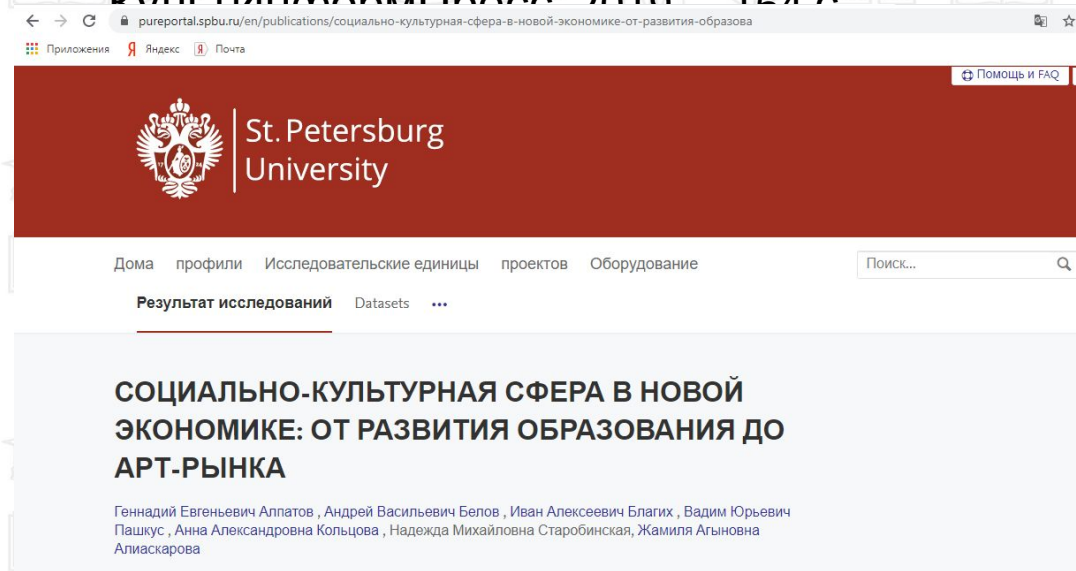 pureportal.spbu.ru/en/publications/социально-культурная-сфера-в-новой-экономике-от-развития-образова
Приложения Яндекс Почта
Помощь и FAQ
St. Petersburg
University
Дома профили Исследовательские единицы проектов Оборудование Поиск...
Результат исследований Datasets •••
СОЦИАЛЬНО-КУЛЬТУРНАЯ СФЕРА В НОВОЙ
ЭКОНОМИКЕ: ОТ РАЗВИТИЯ ОБРАЗОВАНИЯ ДО
АРТ-РЫНКА
Геннадий Евгеньевич Алпатов , Андрей Васильевич Белов , Иван Алексеевич Благих , Вадим Юрьевич
Пашкус , Анна Александровна Кольцова , Надежда Михайловна Старобинская, Жамиля Агыновна
Алиаскарова